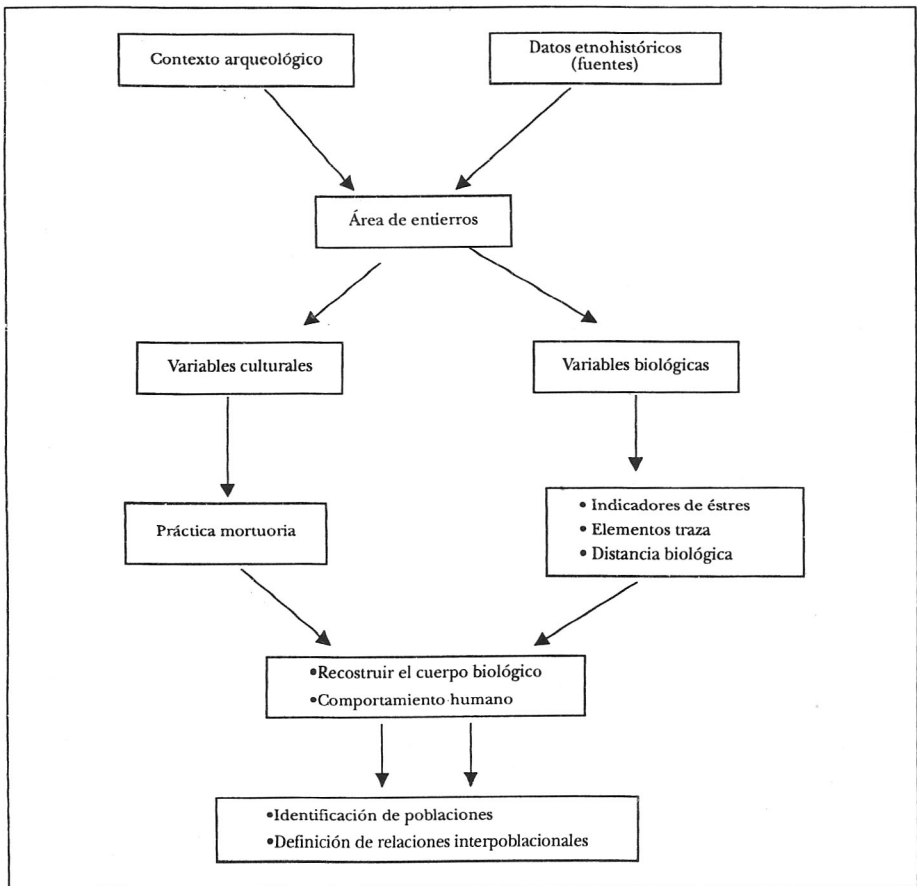 Contexto arqueológico
Datos etnohistóricos
(fuentes)
Área de entierros
Variables culturales
Variables biológicas
Práctica mortuoria
• Indicadores de éstres
• Elementos traza
• Distancia biológica
•Recostruir el cuerpo biológico
•Comportamiento humano
•Identificación de poblaciones
•Definición de relaciones interpoblacionales